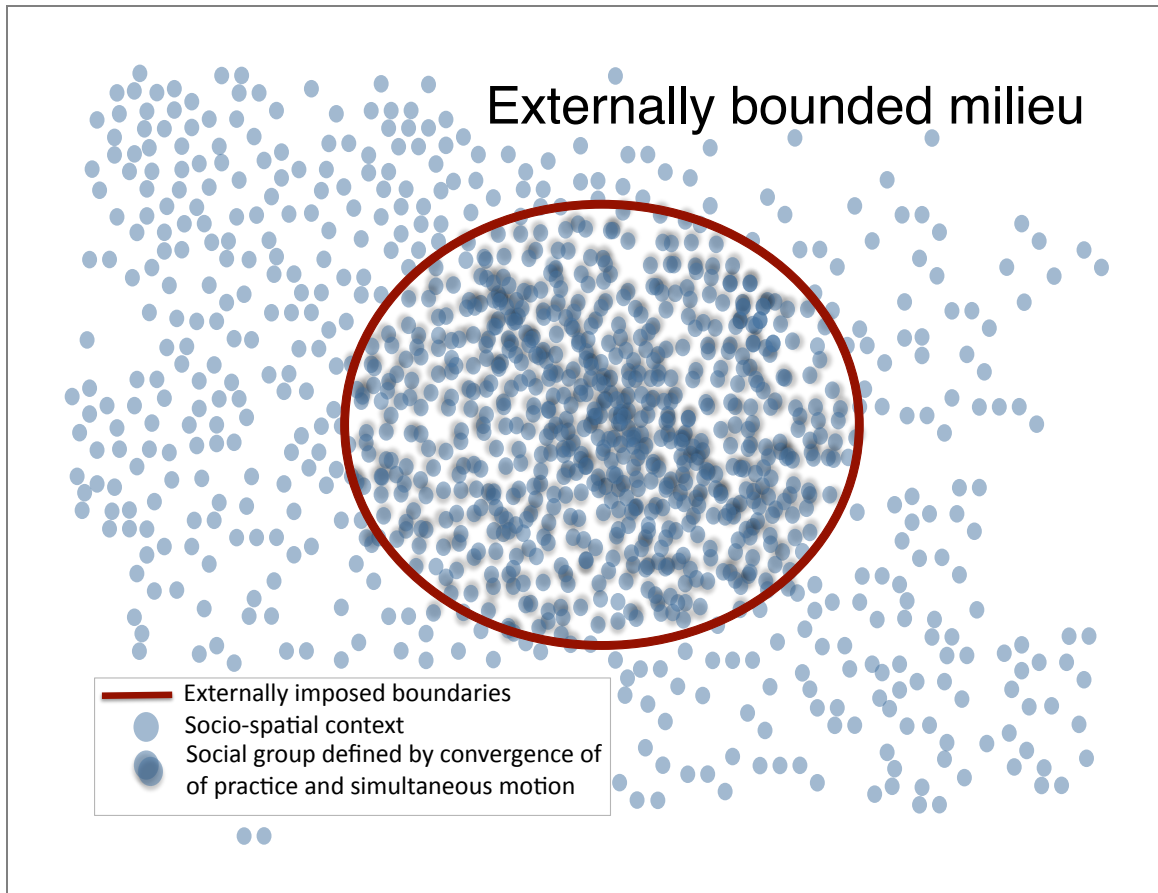 Externally bounded milieu
Externally imposed boundaries
Socio-spatial context
Social group defined by convergence of
of practice and simultaneous motion